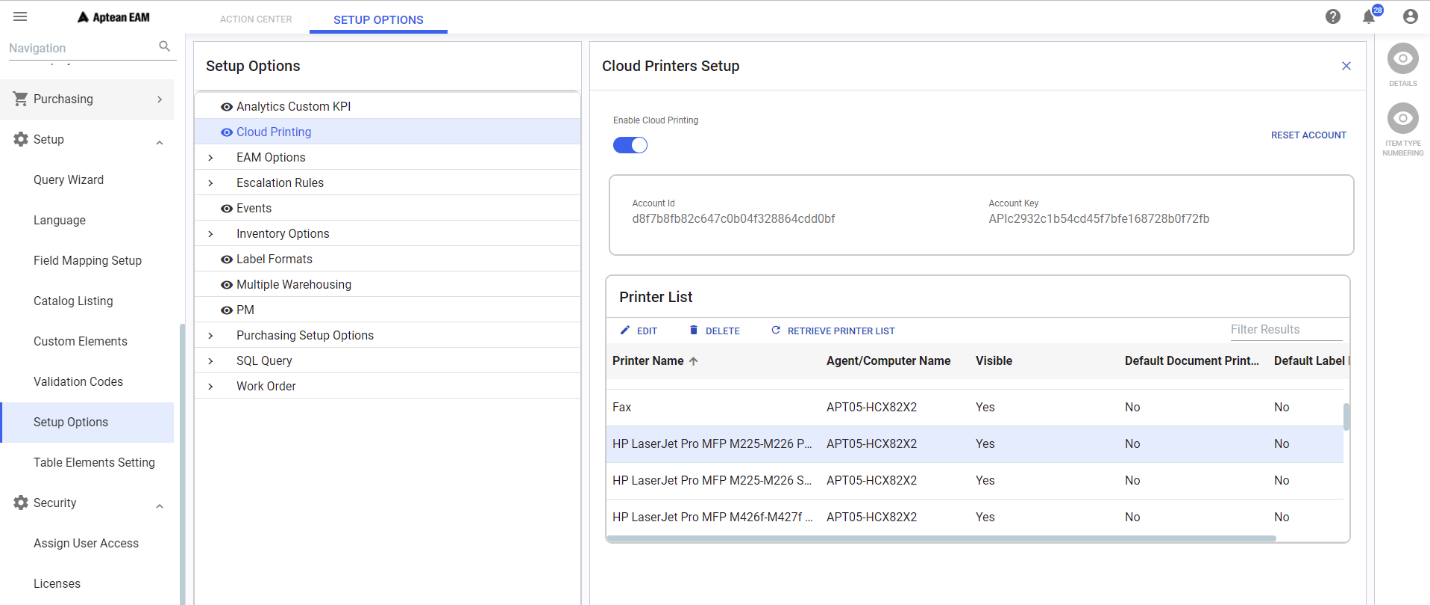 Aptean EAM
ACTION CENTER
SETUP OPTIONS
28
Navigation
Purchasing
Setup
Query Wizard
Language
Field Mapping Setup
Catalog Listing
Custom Elements
Validation Codes
Setup Options
Table Elements Setting
Security
Assign User Access
Licenses
Setup Options
Analytics Custom KPI
Cloud Printing
EAM Options
Escalation Rules
Events
Inventory Options
Label Formats
Multiple Warehousing
PM
Purchasing Setup Options
SQL Query
Work Order
Cloud Printers Setup
Enable Cloud Printing
RESET ACCOUNT
Account Id
d8f7b8fb82c647c0b04f328864cdd0bf
Account Key
APIc2932c1b54cd45f7bfe168728b0f72fb
Printer List
EDIT DELETE RETRIEVE PRINTER LIST Filter Results
Printer Name Agent/Computer Name Visible Default Document Print... Default Label
Fax APT05-HCX82X2 Yes No No
HP LaserJet Pro MFP M225-M226 P... APT05-HCX82X2 Yes No No
HP LaserJet Pro MFP M225-M226 S... APT05-HCX82X2 Yes No No
HP LaserJet Pro MFP M426f-M427f ... APT05-HCX82X2 Yes No No
DETAILS
ITEM TYPE
NUMBERING